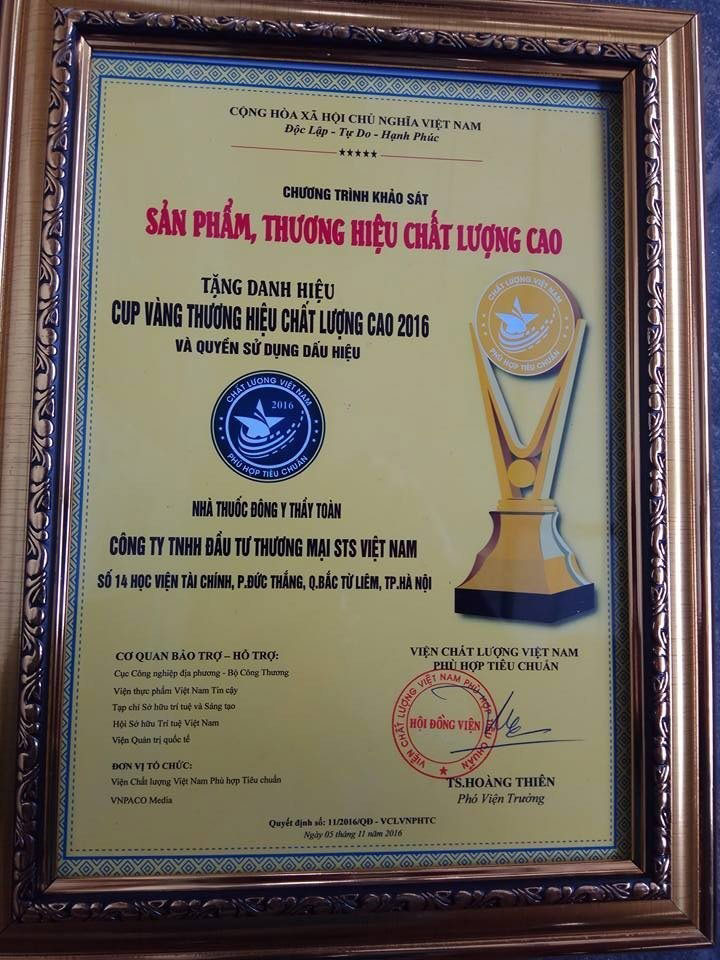 CỘNG HÒA XÃ HỘI CHỦ NGHĨA VIỆT NAM
Độc Lập - Tự Do - Hạnh Phúc
CHƯƠNG TRÌNH KHẢO SÁT
SẢN PHẨM, THƯƠNG HIỆU CHẤT LƯỢNG CAO
TẶNG DANH HIỆU
CUP VÀNG THƯƠNG HIỆU CHẤT LƯỢNG CAO 2016
VÀ QUYỀN SỬ DỤNG DẤU HIỆU
CHẤT LƯỢNG VIỆT NAM
2016
PHÙ HỢP TIÊU CHUẨN
CHẤT LƯỢNG VIỆT NAM
PHÙ HỢP TIÊU CHUẨN
NHÀ THUỐC ĐÔNG Y THẦY TOÀN
CÔNG TY TNHH ĐẦU TƯ THƯƠNG MẠI STS VIỆT NAM
SỐ 14 HỌC VIỆN TÀI CHÍNH, P.ĐỨC THẮNG, Q.BẮC TỪ LIÊM, TP.HÀ NỘI
CƠ QUAN BẢO TRỢ – HỖ TRỢ:
Cục Công nghiệp địa phương - Bộ Công Thương
Viện thực phẩm Việt Nam Tin cậy
Tạp chí Sở hữu trí tuệ và Sáng tạo
Hội Sở hữu Trí tuệ Việt Nam
Viện Quản trị quốc tế
ĐƠN VỊ TỔ CHỨC:
Viện Chất lượng Việt Nam Phù hợp Tiêu chuẩn
VNPACO Media
VIỆN CHẤT LƯỢNG VIỆT NAM
PHÙ HỢP TIÊU CHUẨN
VIỆN CHẤT LƯỢNG VIỆT NAM PHÙ HỢP TIÊU CHUẨN
HỘI ĐỒNG VIỆN
TS.HOÀNG THIÊN
Phó Viện Trưởng
Quyết định số: 11/2016/QĐ - VCLVNPHTC
Ngày 05 tháng 11 năm 2016